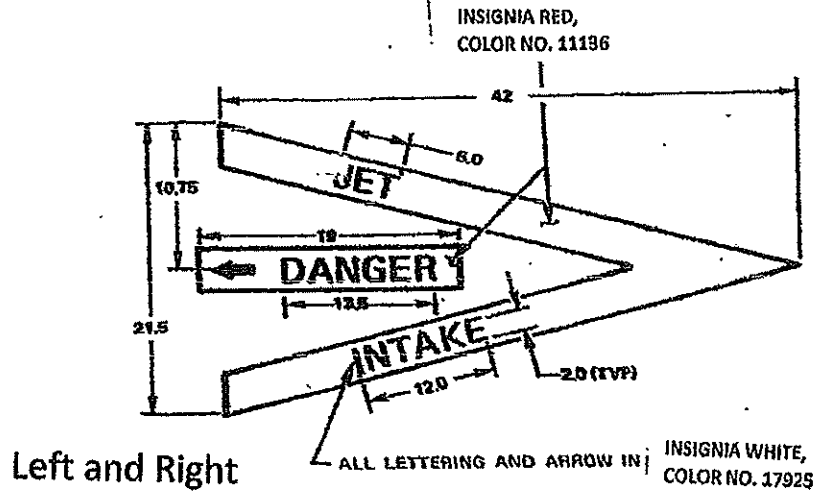 INSIGNIA RED,
COLOR NO. 11136
42
6.0
JET
10.75
19
DANGER
13.5
21.5
INTAKE
12.0
2.0 (TYP)
Left and Right
ALL LETTERING AND ARROW IN
INSIGNIA WHITE,
COLOR NO. 17925